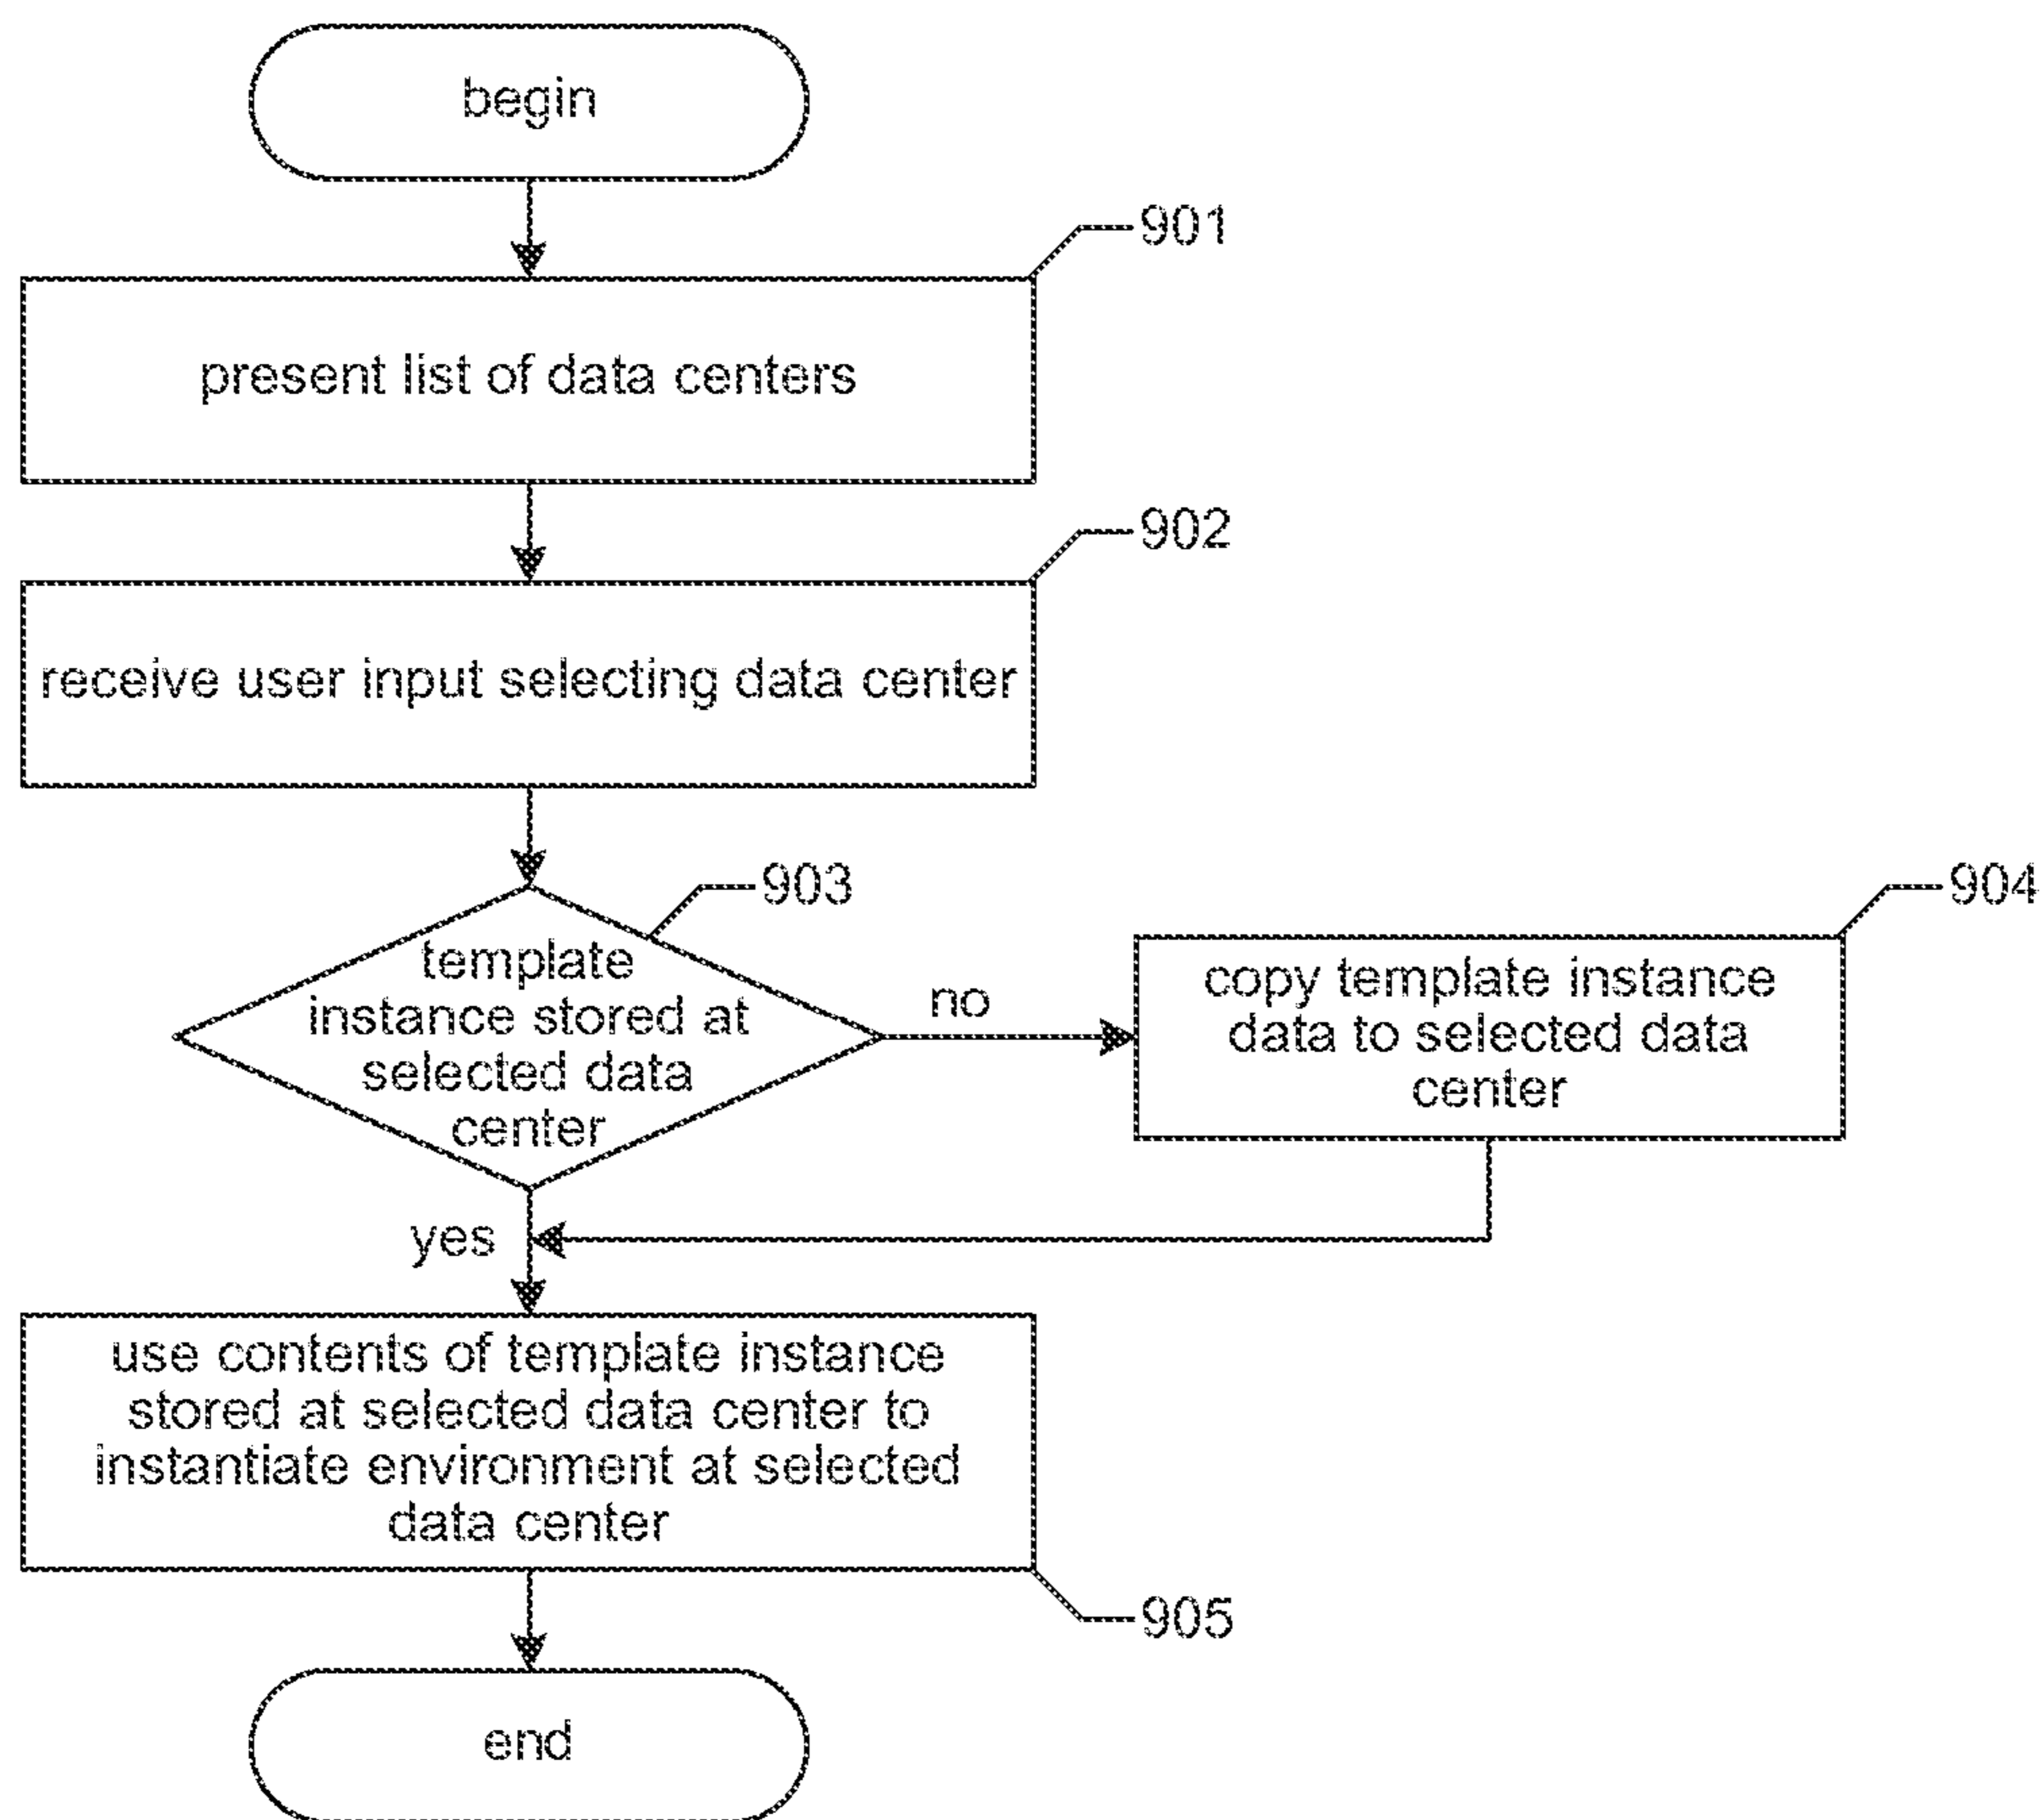 begin
901
present list of data centers
902
receive user input selecting data center
903
template
instance stored at
selected data
center
no
904
copy template instance
data to selected data
center
yes
use contents of template instance
stored at selected data center to
instantiate environment at selected
data center
905
end